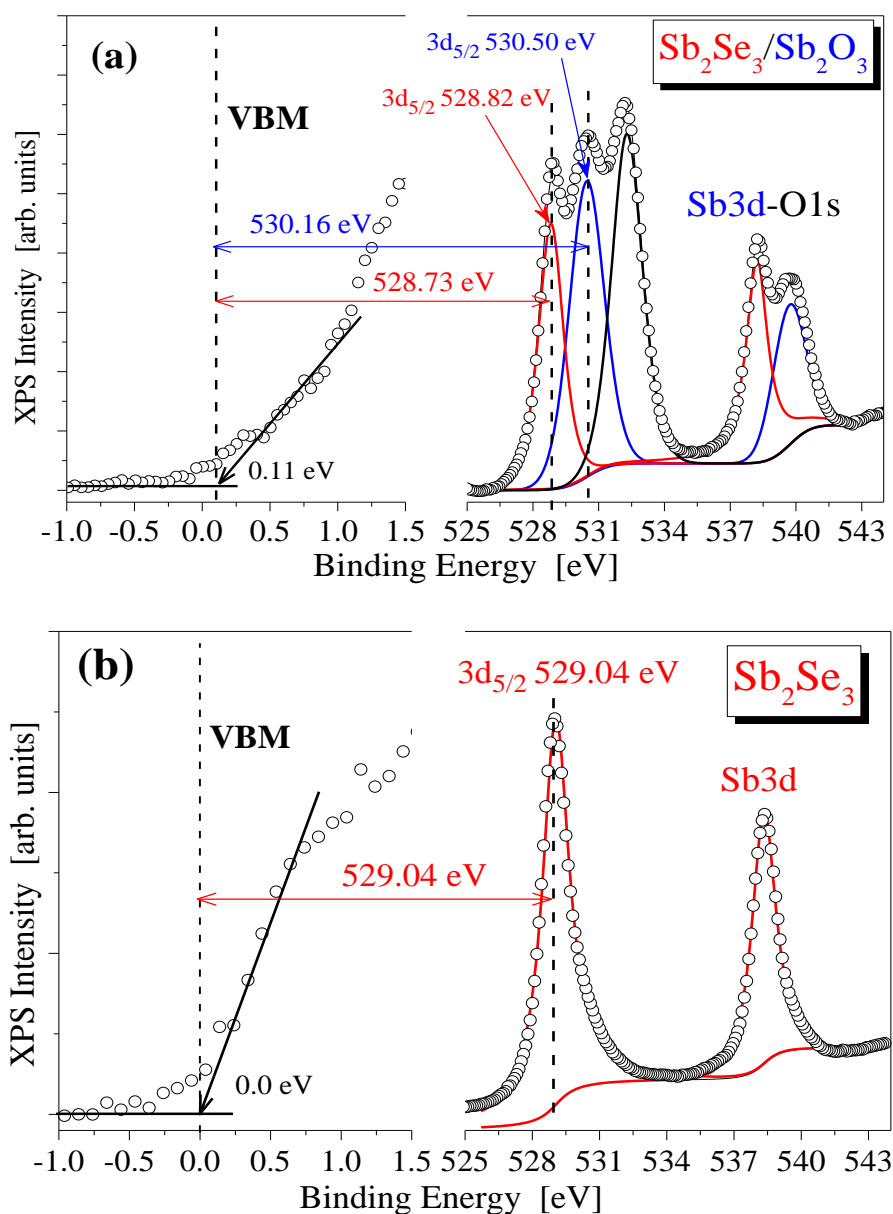 (a)
3d5/2 530.50 eV
Sb2Se3/Sb2O3
3d5/2 528.82 eV
VBM
Sb3d-O1s
530.16 eV
528.73 eV
0.11 eV
XPS Intensity [arb. units]
-1.0 -0.5 0.0 0.5 1.0 1.5 525 528 531 534 537 540 543
Binding Energy [eV]
(b)
3d5/2 529.04 eV
Sb2Se3
VBM
Sb3d
529.04 eV
0.0 eV
XPS Intensity [arb. units]
-1.0 -0.5 0.0 0.5 1.0 1.5 525 528 531 534 537 540 543
Binding Energy [eV]